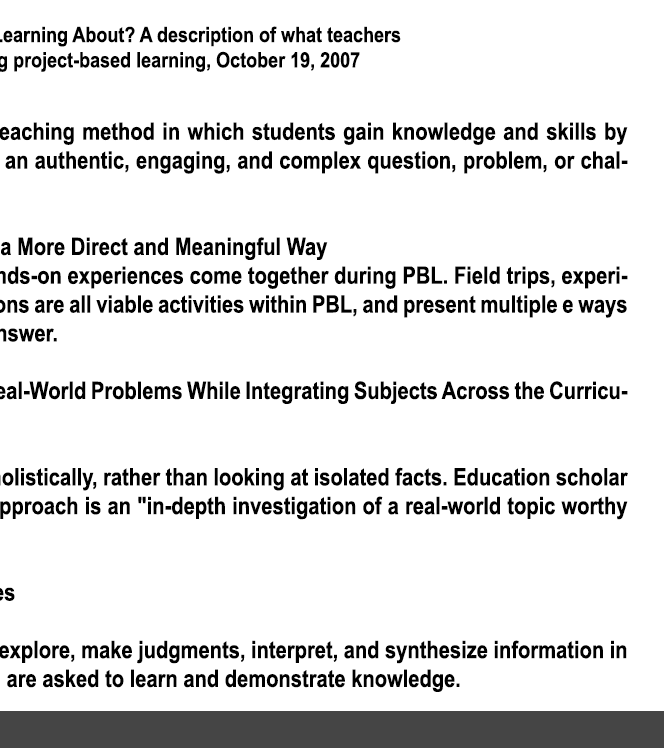 Learning About? A description of what teachers
g project-based learning, October 19, 2007
eaching method in which students gain knowledge and skills by
an authentic, engaging, and complex question, problem, or chal-
a More Direct and Meaningful Way
nds-on experiences come together during PBL. Field trips, experi-
ons are all viable activities within PBL, and present multiple e ways
nswer.
eal-World Problems While Integrating Subjects Across the Curricu-
olistically, rather than looking at isolated facts. Education scholar
pproach is an "in-depth investigation of a real-world topic worthy
es
explore, make judgments, interpret, and synthesize information in
are asked to learn and demonstrate knowledge.